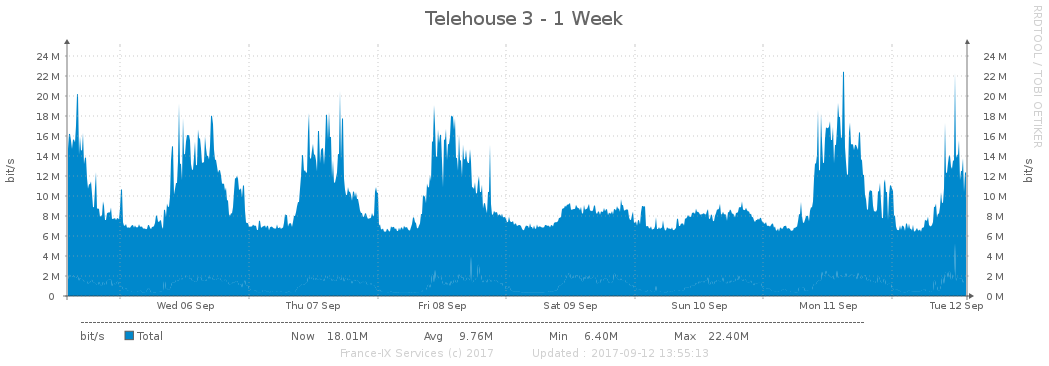 Telehouse 3 - 1 Week
RRDTOOL / TOBI OETIKER
bit/s
24 M 24 M
22 M 22 M
20 M 20 M
18 M 18 M
16 M 16 M
14 M 14 M
12 M 12 M
10 M 10 M
8 M 8 M
6 M 6 M
4 M 4 M
2 M 2 M
0 0 M
bit/s
Wed 06 Sep Thu 07 Sep Fri 08 Sep Sat 09 Sep Sun 10 Sep Mon 11 Sep Tue 12 Sep
bit/s Total Now 18.01M Avg 9.76M Min 6.40M Max 22.40M
France-IX Services (c) 2017 Updated : 2017-09-12 13:55:13